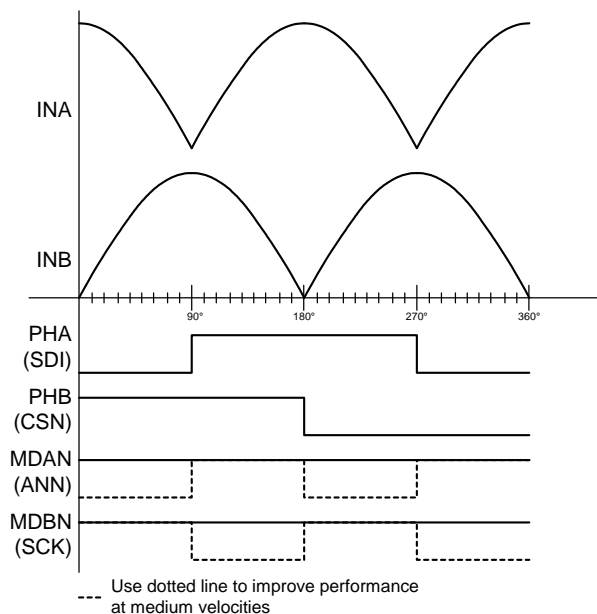 INA
INB
90°
180°
270°
360°
PHA
(SDI)
PHB
(CSN)
MDAN
(ANN)
MDBN
(SCK)
Use dotted line to improve performance
at medium velocities